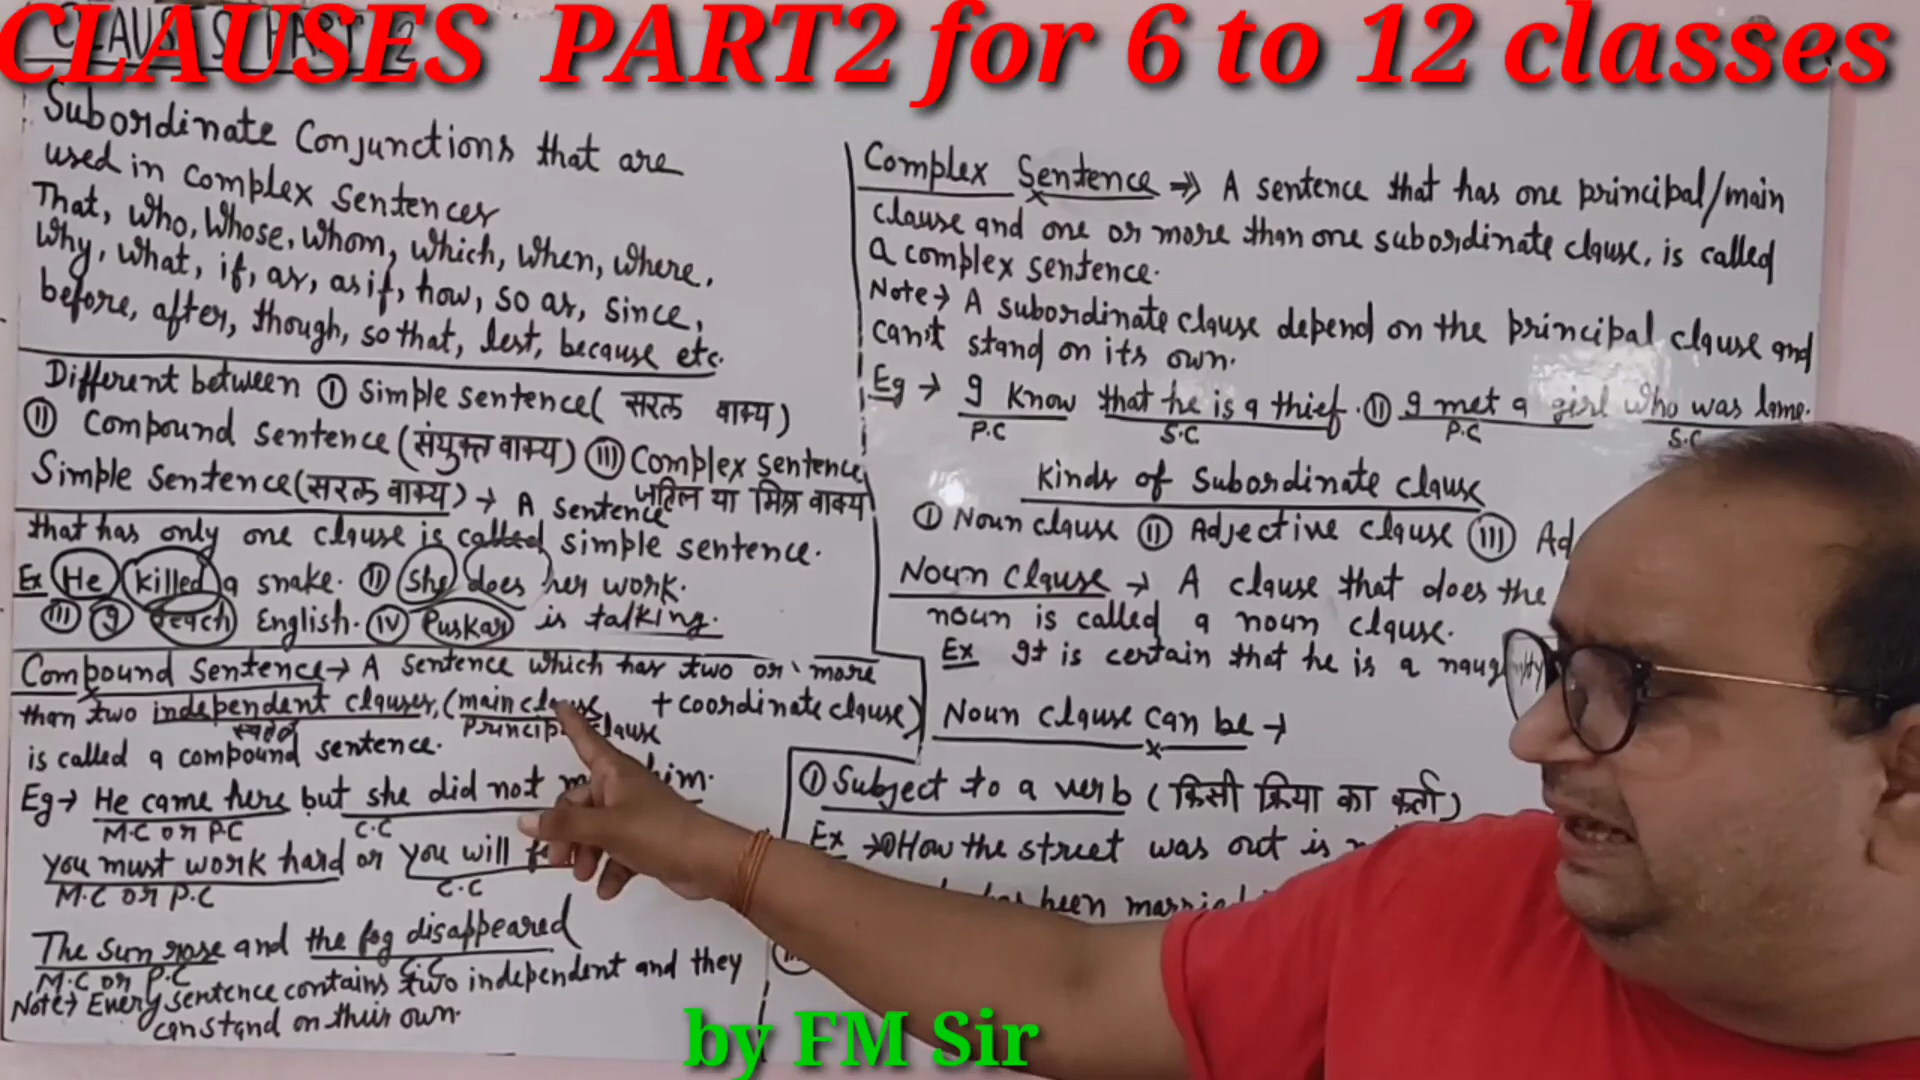 CLAUSES PART2 for 6 to 12 classes
CLAUSES PART 2
Subordinate Conjunctions that are
used in complex sentences
That, who, whose, whom, which, when, where,
why, what, if, as, as if, how, so as, since,
before, after, though, so that, lest, because etc.
Different between ① Simple sentence (सरल वाक्य)
② Compound sentence (संयुक्त वाक्य) ③ Complex sentence
जटिल या मिश्र वाक्य
Simple sentence (सरल वाक्य) → A sentence
that has only one clause is called simple sentence.
Ex He killed a snake. ② She does her work.
③ I teach English. ④ Puskar is talking.
Compound sentence → A sentence which has two or more
than two independent clauses, (main clause + coordinate clause)
स्वतंत्र clause
is called a compound sentence.
Eg → He came here but she did not him.
M.C or P.C C.C
you must work hard or you will
M.C or P.C C.C
The sun rose and the fog disappeared
M.C or P.C C.C
Note → Every sentence contains two independent and they
can stand on their own.
Complex Sentence ⇒ A sentence that has one principal/main
clause and one or more than one subordinate clause, is called
a complex sentence.
Note → A subordinate clause depend on the principal clause and
can't stand on its own.
Eg → I know that he is a thief. ② I met a girl who was lame.
P.C S.C P.C S.C
Kinds of Subordinate clause
① Noun clause ② Adjective clause ③
Noun Clause → A clause that does the
noun is called a noun clause.
Ex It is certain that he is a
Noun clause can be →
① Subject to a verb (किसी क्रिया का कर्ता)
Ex → How the street was out is
been
by FM Sir